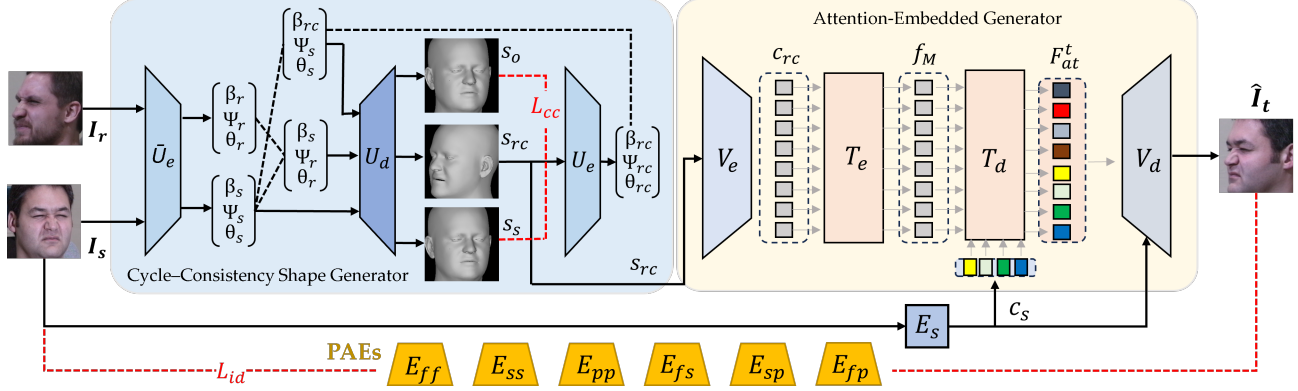 Attention-Embedded Generator
β_rc
Ψ_s
θ_s
s_o
c_rc
f_M
F_at^t
I_r
Ū_e
β_r
Ψ_r
θ_r
β_s
Ψ_r
θ_r
U_d
s_rc
L_cc
U_e
β_rc
Ψ_rc
θ_rc
V_e
T_e
T_d
V_d
Î_t
I_s
β_s
Ψ_s
θ_s
s_s
Cycle–Consistency Shape Generator
s_rc
E_s
c_s
PAEs
L_id
E_ff
E_ss
E_pp
E_fs
E_sp
E_fp